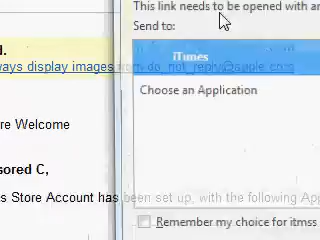 This link needs to be opened with an
Send to:
iTunes
Choose an Application
Remember my choice for itmss
ways display images from do_not_reply@apple.com
re Welcome
sored C,
s Store Account has been set up, with the following App